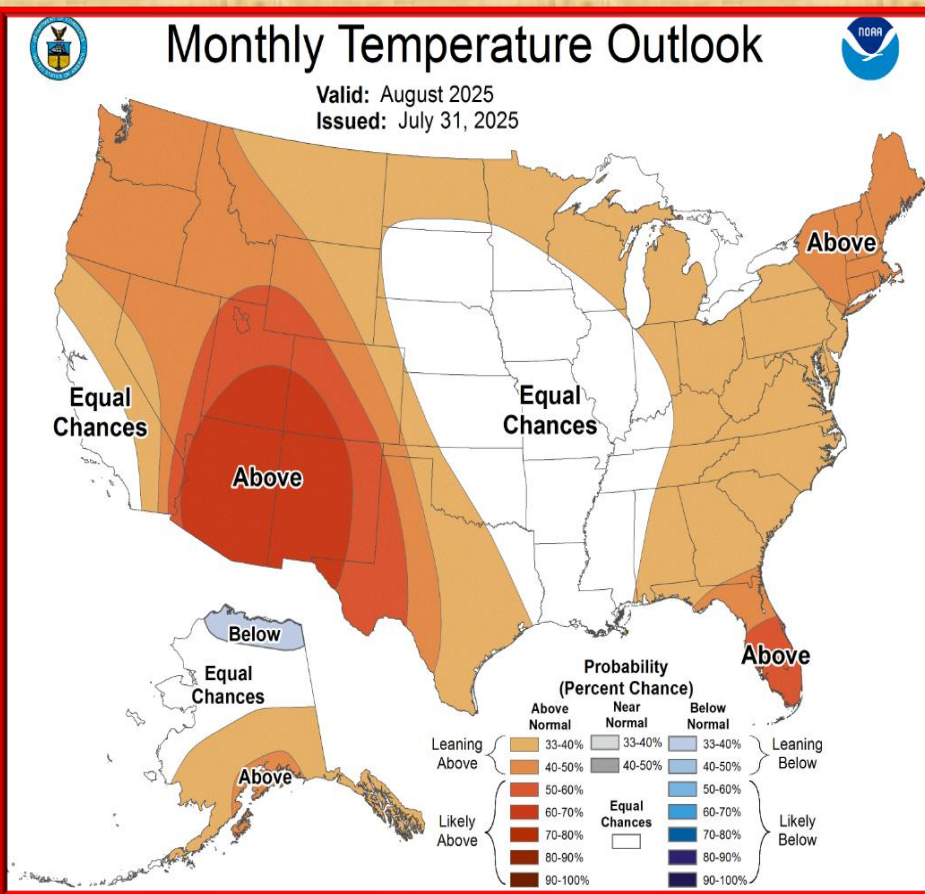 Monthly Temperature Outlook
NOAA
Valid: August 2025
Issued: July 31, 2025
Above
Equal
Chances
Equal
Chances
Above
Below
Equal
Chances
Above
Above
Probability
(Percent Chance)
Above
Normal
Near
Normal
Below
Normal
Leaning
Above
33-40%
33-40%
33-40%
Leaning
Below
40-50%
40-50%
40-50%
Likely
Above
50-60%
50-60%
60-70%
Equal
Chances
60-70%
70-80%
70-80%
80-90%
80-90%
90-100%
90-100%
Likely
Below